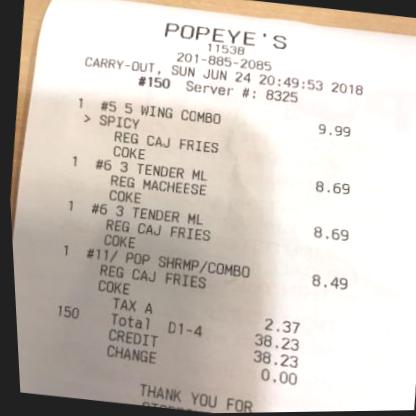 POPEYE'S
11538
201-885-2085
CARRY-OUT, SUN JUN 24 20:49:53 2018
#150 Server #: 8325
1 #5 5 WING COMBO 9.99
> SPICY
REG CAJ FRIES
COKE
1 #6 3 TENDER ML 8.69
REG MACHEESE
COKE
1 #6 3 TENDER ML 8.69
REG CAJ FRIES
COKE
1 #11/ POP SHRMP/COMBO 8.49
REG CAJ FRIES
COKE
TAX A 2.37
150 Total D1-4 38.23
CREDIT 38.23
CHANGE 0.00
THANK YOU FOR